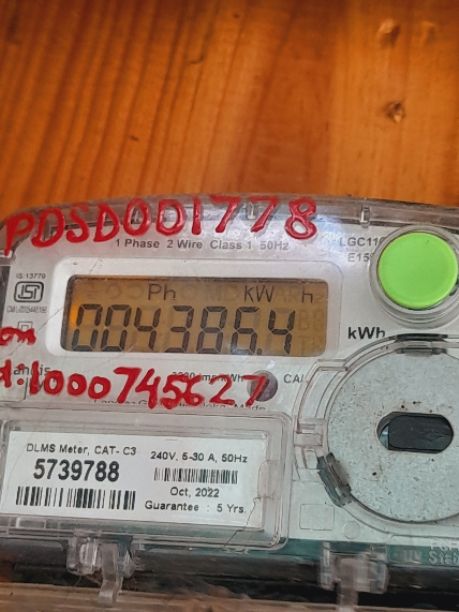 PDSD001778
1 Phase 2 Wire Class 1 50Hz
IS 13779
ISI
Ph kW h
004386.4
kWh
1000745627
DLMS Meter, CAT- C3
5739788
240V, 5-30 A, 50Hz
Oct, 2022
Guarantee : 5 Yrs.